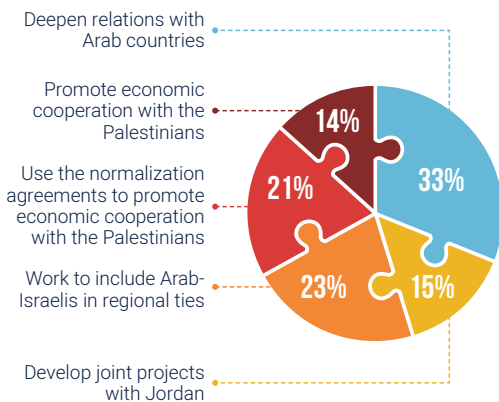 Deepen relations with
Arab countries
Promote economic
cooperation with the
Palestinians
Use the normalization
agreements to promote
economic cooperation
with the Palestinians
Work to include Arab-
Israelis in regional ties
Develop joint projects
with Jordan
14%
33%
21%
23%
15%